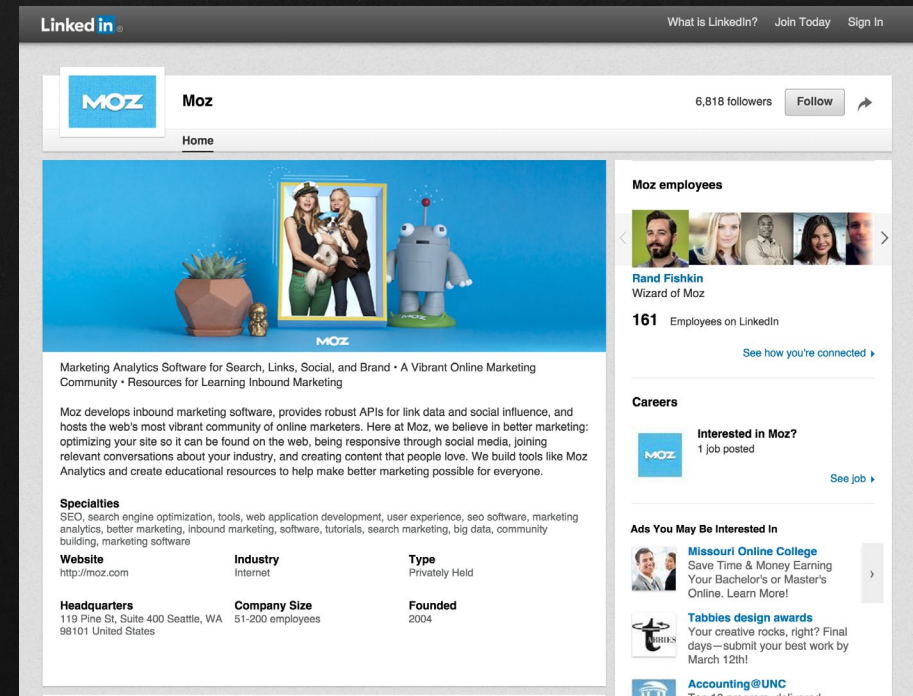 Linked in ®
What is LinkedIn? Join Today Sign In
MOZ
Moz
6,818 followers
Follow
Home
MOZ
MOZ
Marketing Analytics Software for Search, Links, Social, and Brand • A Vibrant Online Marketing
Community • Resources for Learning Inbound Marketing
Moz develops inbound marketing software, provides robust APIs for link data and social influence, and
hosts the web's most vibrant community of online marketers. Here at Moz, we believe in better marketing:
optimizing your site so it can be found on the web, being responsive through social media, joining
relevant conversations about your industry, and creating content that people love. We build tools like Moz
Analytics and create educational resources to help make better marketing possible for everyone.
Specialties
SEO, search engine optimization, tools, web application development, user experience, seo software, marketing
analytics, better marketing, inbound marketing, software, tutorials, search marketing, big data, community
building, marketing software
Website
http://moz.com
Industry
Internet
Type
Privately Held
Headquarters
119 Pine St, Suite 400 Seattle, WA
98101 United States
Company Size
51-200 employees
Founded
2004
Moz employees
Rand Fishkin
Wizard of Moz
161 Employees on LinkedIn
See how you're connected
Careers
MOZ
Interested in Moz?
1 job posted
See job
Ads You May Be Interested In
Missouri Online College
Save Time & Money Earning
Your Bachelor's or Master's
Online. Learn More!
TABBIES
Tabbies design awards
Your creative rocks, right? Final
days—submit your best work by
March 12th!
Accounting@UNC